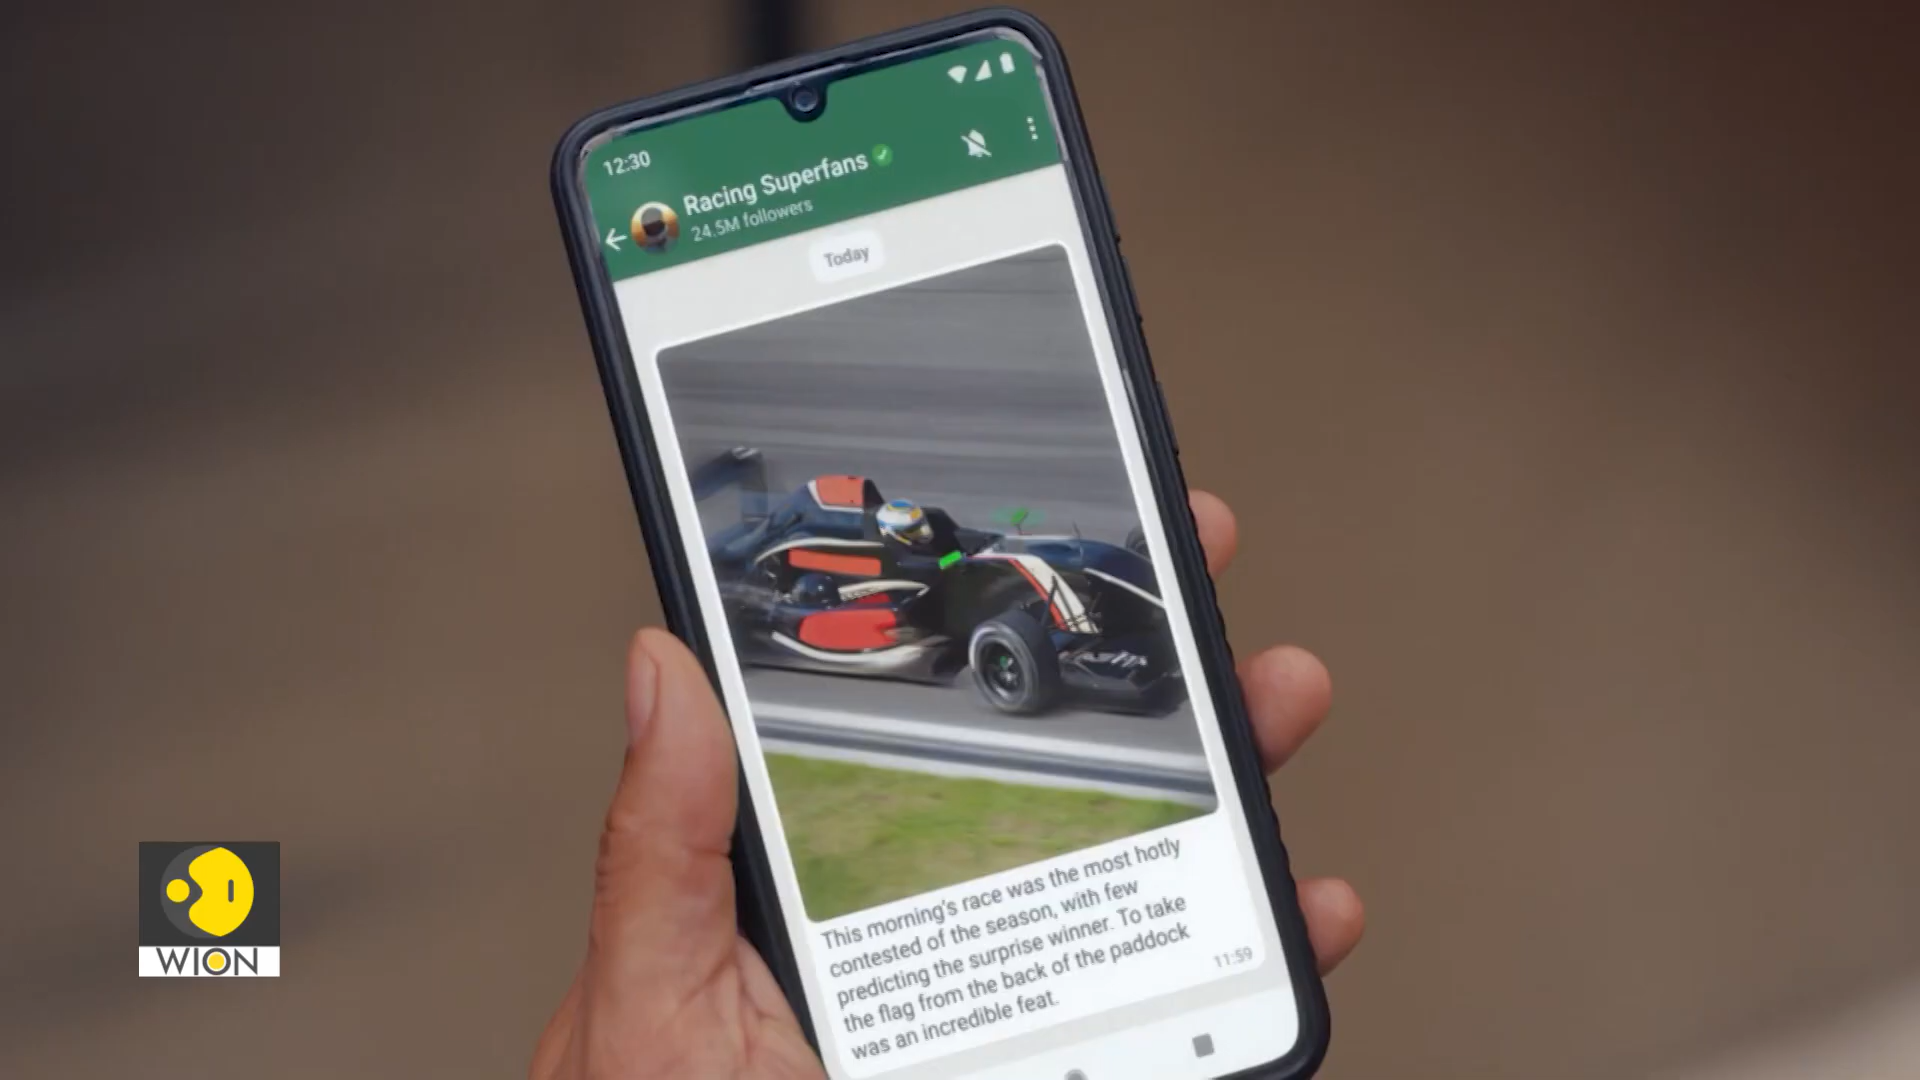 12:30
Racing Superfans
24.5M followers
Today
This morning's race was the most hotly
contested of the season, with few
predicting the surprise winner. To take
the flag from the back of the paddock
was an incredible feat.
11:59
WION